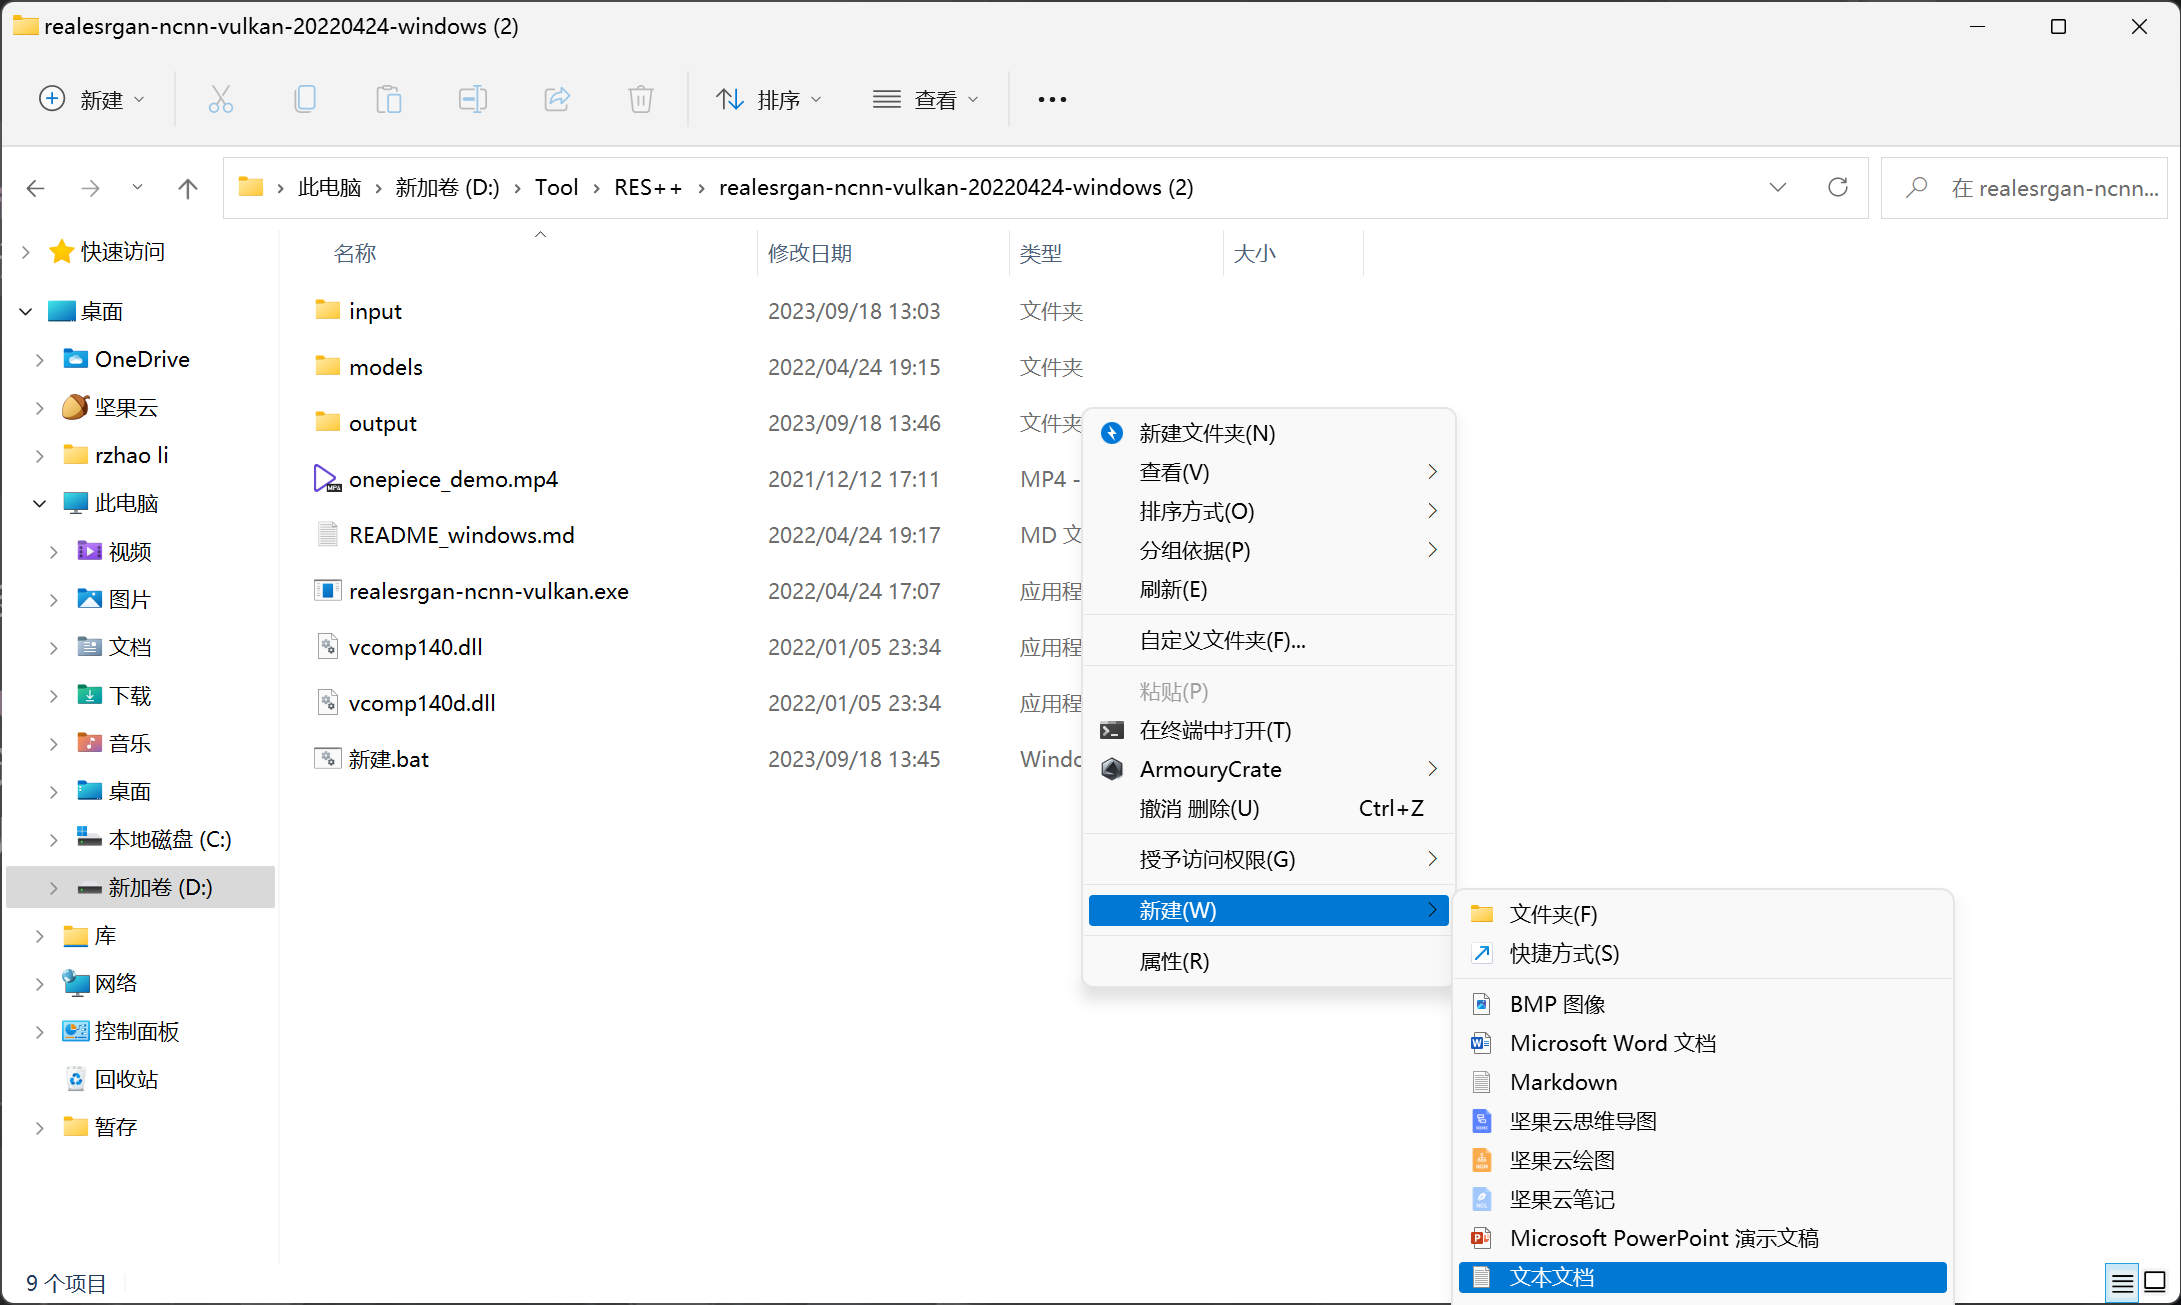 realesrgan-ncnn-vulkan-20220424-windows (2)
新建 排序 查看
此电脑 新加卷 (D:) Tool RES++ realesrgan-ncnn-vulkan-20220424-windows (2)
在 realesrgan-ncnn...
快速访问
桌面
OneDrive
坚果云
rzhao li
此电脑
视频
图片
文档
下载
音乐
桌面
本地磁盘 (C:)
新加卷 (D:)
库
网络
控制面板
回收站
暂存
名称 修改日期 类型 大小
input 2023/09/18 13:03 文件夹
models 2022/04/24 19:15 文件夹
output 2023/09/18 13:46 文件夹
onepiece_demo.mp4 2021/12/12 17:11 MP4 -
README_windows.md 2022/04/24 19:17 MD 文
realesrgan-ncnn-vulkan.exe 2022/04/24 17:07 应用程
vcomp140.dll 2022/01/05 23:34 应用程
vcomp140d.dll 2022/01/05 23:34 应用程
新建.bat 2023/09/18 13:45 Windo
新建文件夹(N)
查看(V)
排序方式(O)
分组依据(P)
刷新(E)
自定义文件夹(F)...
粘贴(P)
在终端中打开(T)
ArmouryCrate
撤消 删除(U) Ctrl+Z
授予访问权限(G)
新建(W)
属性(R)
文件夹(F)
快捷方式(S)
BMP 图像
Microsoft Word 文档
Markdown
坚果云思维导图
坚果云绘图
坚果云笔记
Microsoft PowerPoint 演示文稿
文本文档
9 个项目